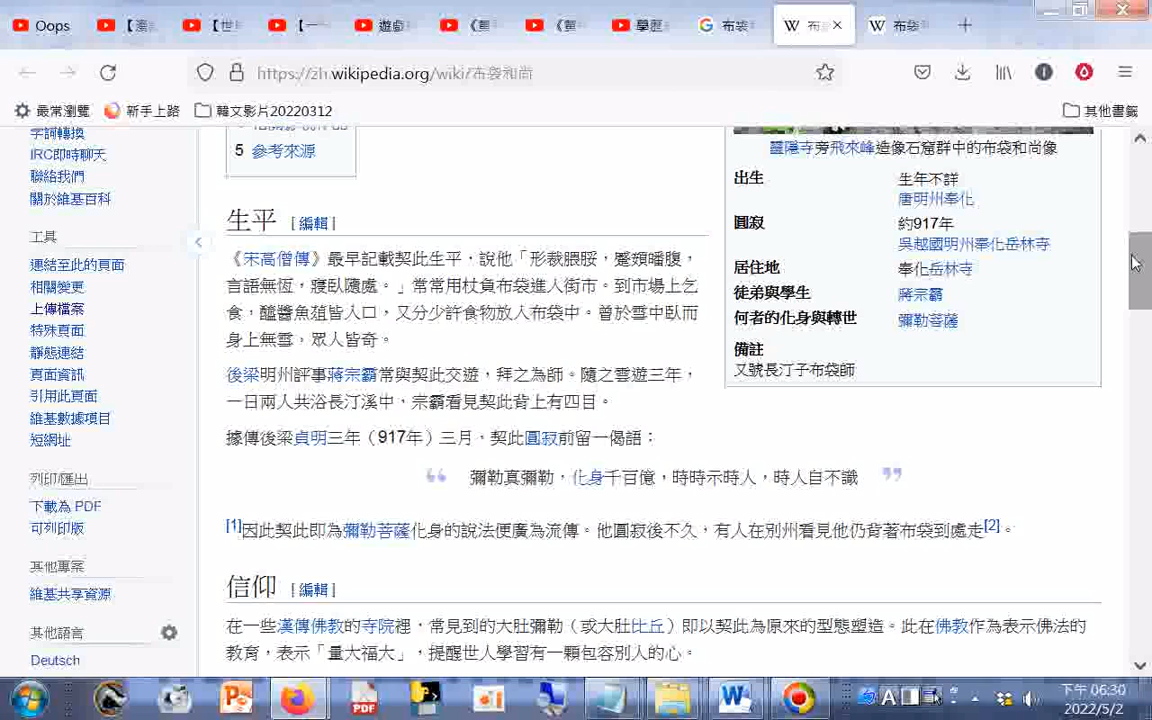 Oops
【世
【一
遊戲
學歷
布袋
布
布袋
https://zh.wikipedia.org/wiki/布袋和尚
最常瀏覽
新手上路
韓文影片20220312
其他書籤
字詞轉換
IRC即時聊天
聯絡我們
關於維基百科
工具
連結至此的頁面
相關變更
上傳檔案
特殊頁面
靜態連結
頁面資訊
引用此頁面
維基數據項目
短網址
列印/匯出
下載為 PDF
可列印版
其他專案
維基共享資源
其他語言
Deutsch
5 參考來源
生平 [編輯]
《宋高僧傳》最早記載契此生平，說他「形裁腲脮，蹙頞皤腹，
言語無恆，寢臥隨處。」常常用杖負布袋進入街市。到市場上乞
食，醯醬魚葅皆入口，又分少許食物放入布袋中。曾於雪中臥而
身上無雪，眾人皆奇。
後梁明州評事蔣宗霸常與契此交遊，拜之為師。隨之雲遊三年，
一日兩人共浴長汀溪中，宗霸看見契此背上有四目。
據傳後梁貞明三年（917年）三月，契此圓寂前留一偈語：
彌勒真彌勒，化身千百億，時時示時人，時人自不識
[1]因此契此即為彌勒菩薩化身的說法便廣為流傳。他圓寂後不久，有人在別州看見他仍背著布袋到處走[2]。
信仰 [編輯]
在一些漢傳佛教的寺院裡，常見到的大肚彌勒（或大肚比丘）即以契此為原來的型態塑造。此在佛教作為表示佛法的
教育，表示「量大福大」，提醒世人學習有一顆包容別人的心。
靈隱寺旁飛來峰造像石窟群中的布袋和尚像
出生 生年不詳
唐明州奉化
圓寂 約917年
吳越國明州奉化岳林寺
居住地 奉化岳林寺
徒弟與學生 蔣宗霸
何者的化身與轉世 彌勒菩薩
備註
又號長汀子布袋師
下午 06:30
2022/5/2